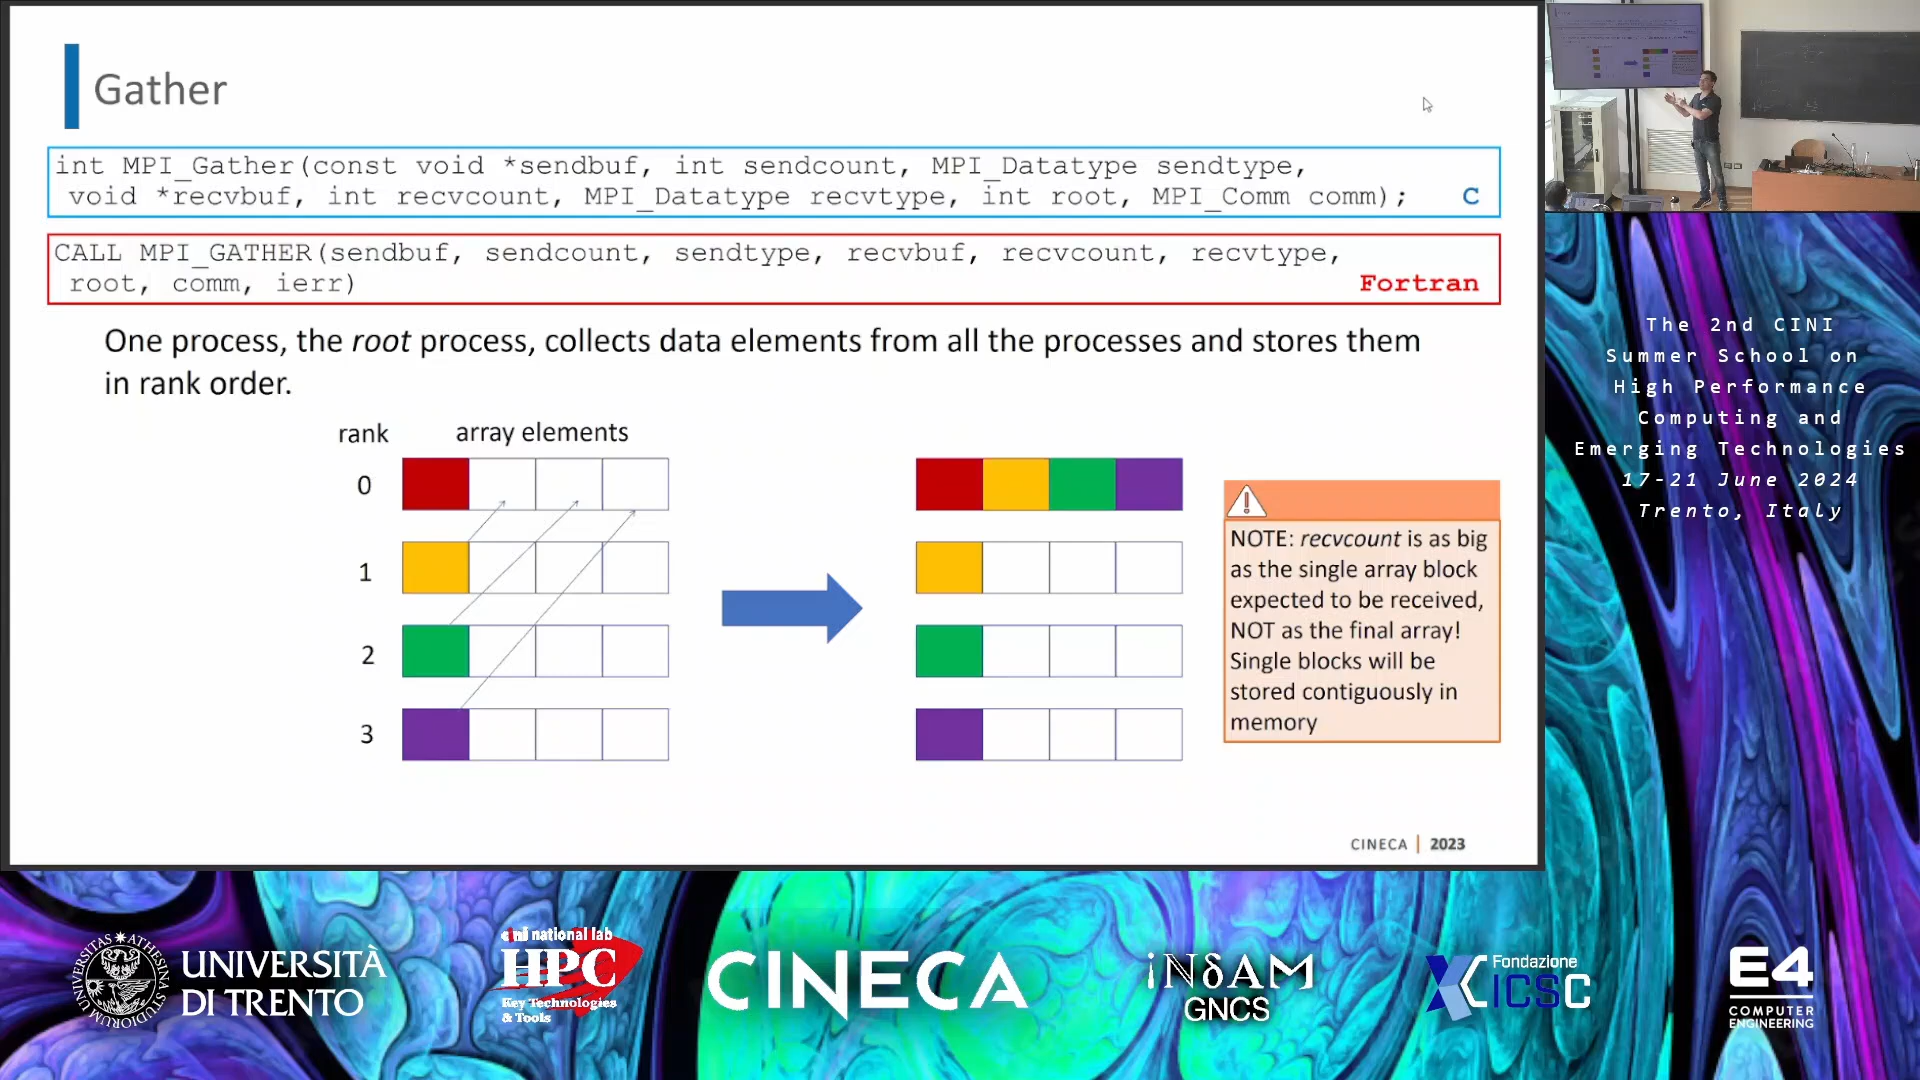 Gather
int MPI_Gather(const void *sendbuf, int sendcount, MPI_Datatype sendtype,
void *recvbuf, int recvcount, MPI_Datatype recvtype, int root, MPI_Comm comm); C
CALL MPI_GATHER(sendbuf, sendcount, sendtype, recvbuf, recvcount, recvtype,
root, comm, ierr)
Fortran
One process, the root process, collects data elements from all the processes and stores them
in rank order.
rank array elements
0
1
2
3
NOTE: recvcount is as big
as the single array block
expected to be received,
NOT as the final array!
Single blocks will be
stored contiguously in
memory
CINECA | 2023
The 2nd CINI
Summer School on
High Performance
Computing and
Emerging Technologies
17-21 June 2024
Trento, Italy
UNIVERSITÀ
DI TRENTO
cini national lab
HPC
Key Technologies
& Tools
CINECA
iNδAM
GNCS
Fondazione
ICSC
E4
COMPUTER
ENGINEERING